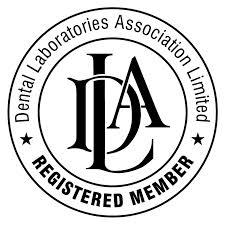 Dental Laboratories Association Limited
DLA
REGISTERED MEMBER